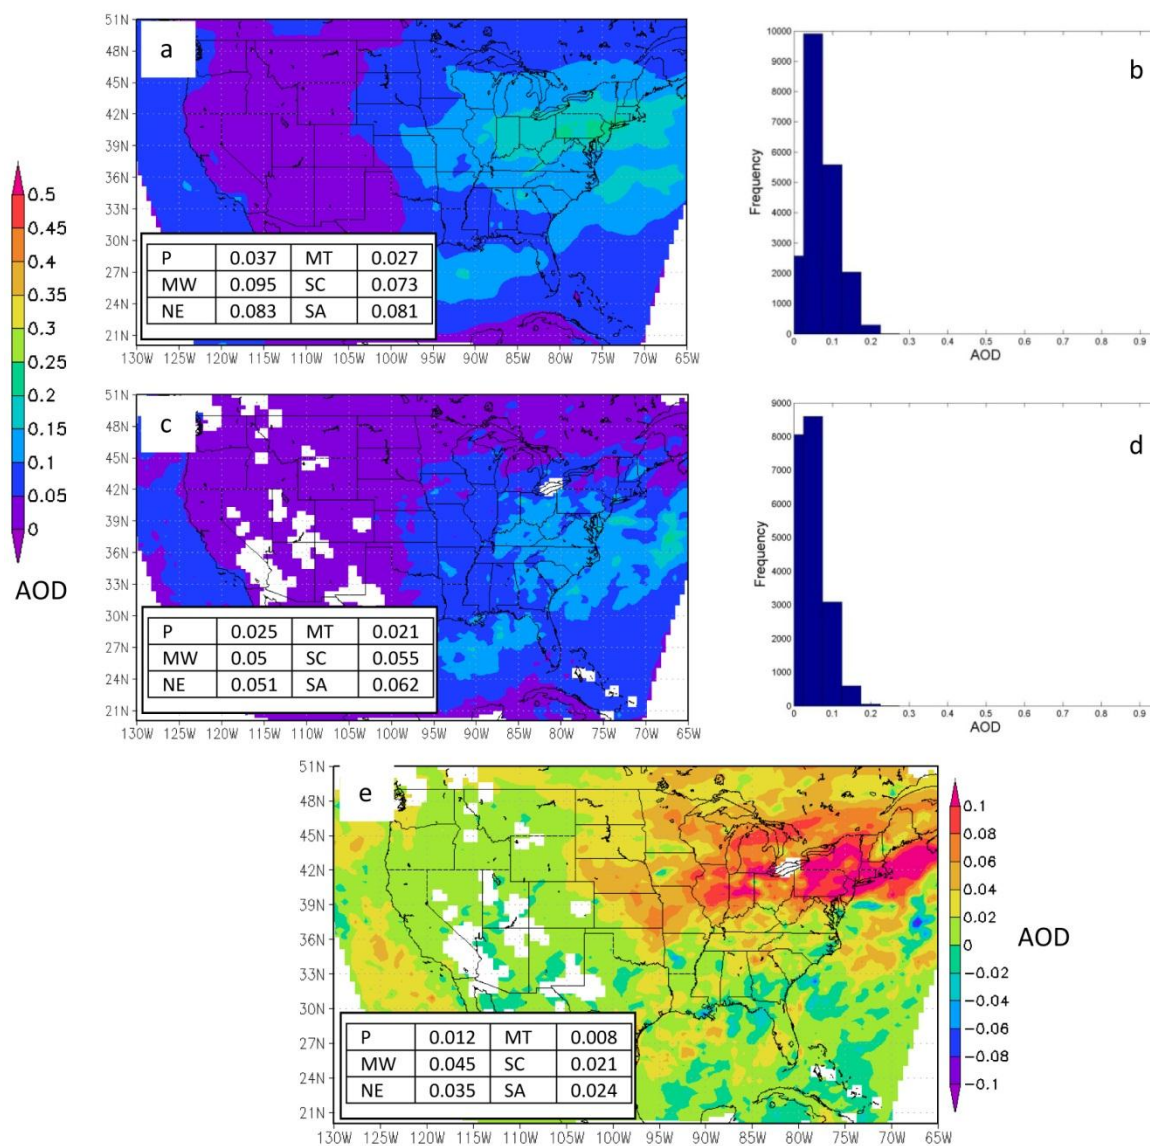 a
51N
48N
45N
42N
39N
36N
33N
30N
27N
24N
21N
130W 125W 120W 115W 110W 105W 100W 95W 90W 85W 80W 75W 70W 65W
P 0.037 MT 0.027
MW 0.095 SC 0.073
NE 0.083 SA 0.081
b
10000
9000
8000
7000
6000
5000
4000
3000
2000
1000
0
Frequency
0 0.1 0.2 0.3 0.4 0.5 0.6 0.7 0.8 0.9
AOD
0.5
0.45
0.4
0.35
0.3
0.25
0.2
0.15
0.1
0.05
0
AOD
c
51N
48N
45N
42N
39N
36N
33N
30N
27N
24N
21N
130W 125W 120W 115W 110W 105W 100W 95W 90W 85W 80W 75W 70W 65W
P 0.025 MT 0.021
MW 0.05 SC 0.055
NE 0.051 SA 0.062
d
9000
8000
7000
6000
5000
4000
3000
2000
1000
0
Frequency
0 0.1 0.2 0.3 0.4 0.5 0.6 0.7 0.8 0.9
AOD
e
51N
48N
45N
42N
39N
36N
33N
30N
27N
24N
21N
130W 125W 120W 115W 110W 105W 100W 95W 90W 85W 80W 75W 70W 65W
P 0.012 MT 0.008
MW 0.045 SC 0.021
NE 0.035 SA 0.024
0.1
0.08
0.06
0.04
0.02
0
−0.02
−0.04
−0.06
−0.08
−0.1
AOD